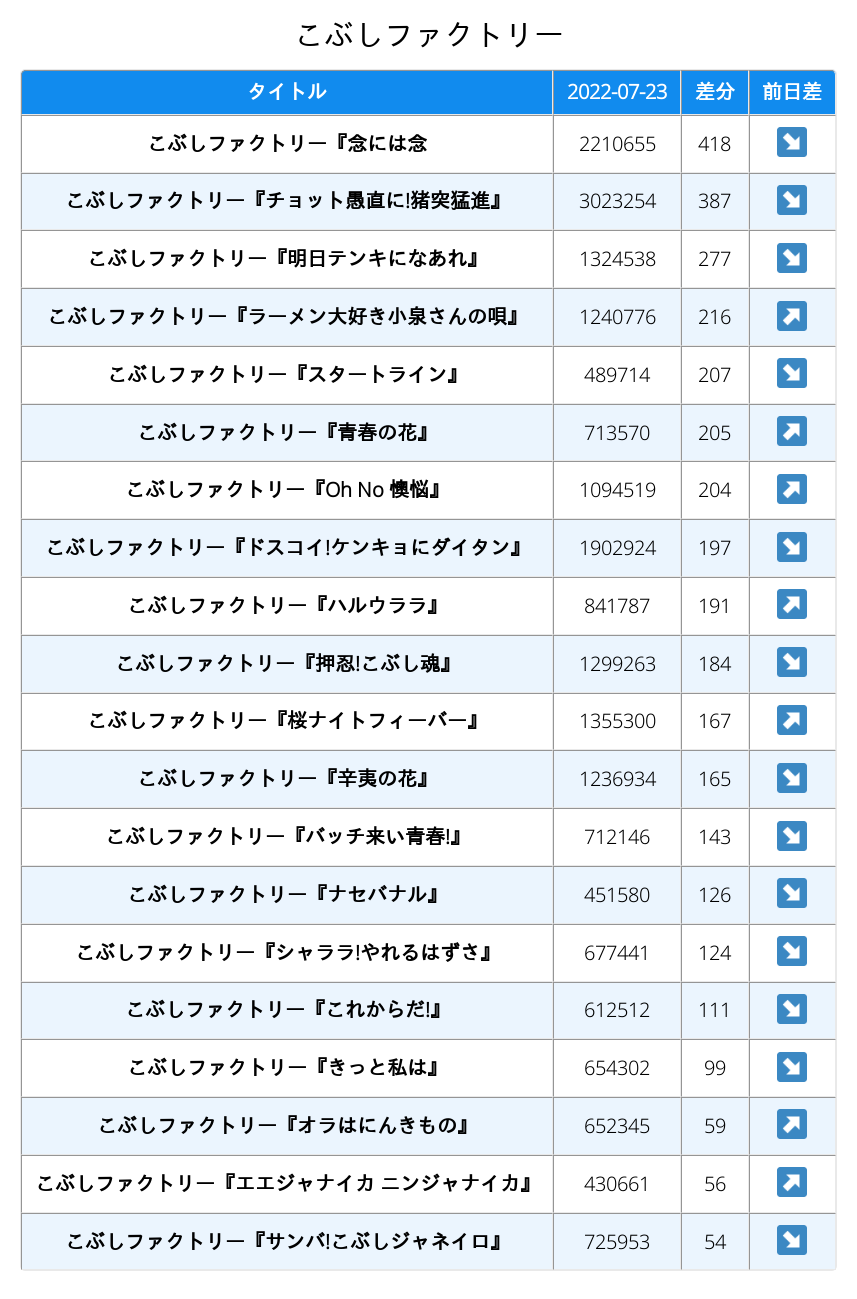 こぶしファクトリー
タイトル 2022-07-23 差分 前日差
こぶしファクトリー『念には念 2210655 418 ↘
こぶしファクトリー『チョット愚直に!猪突猛進』 3023254 387 ↘
こぶしファクトリー『明日テンキになあれ』 1324538 277 ↘
こぶしファクトリー『ラーメン大好き小泉さんの唄』 1240776 216 ↗
こぶしファクトリー『スタートライン』 489714 207 ↘
こぶしファクトリー『青春の花』 713570 205 ↗
こぶしファクトリー『Oh No 懊悩』 1094519 204 ↗
こぶしファクトリー『ドスコイ!ケンキョにダイタン』 1902924 197 ↘
こぶしファクトリー『ハルウララ』 841787 191 ↗
こぶしファクトリー『押忍!こぶし魂』 1299263 184 ↘
こぶしファクトリー『桜ナイトフィーバー』 1355300 167 ↗
こぶしファクトリー『辛夷の花』 1236934 165 ↘
こぶしファクトリー『バッチ来い青春!』 712146 143 ↘
こぶしファクトリー『ナセバナル』 451580 126 ↘
こぶしファクトリー『シャララ!やれるはずさ』 677441 124 ↘
こぶしファクトリー『これからだ!』 612512 111 ↘
こぶしファクトリー『きっと私は』 654302 99 ↘
こぶしファクトリー『オラはにんきもの』 652345 59 ↗
こぶしファクトリー『エエジャナイカ ニンジャナイカ』 430661 56 ↗
こぶしファクトリー『サンバ!こぶしジャネイロ』 725953 54 ↘